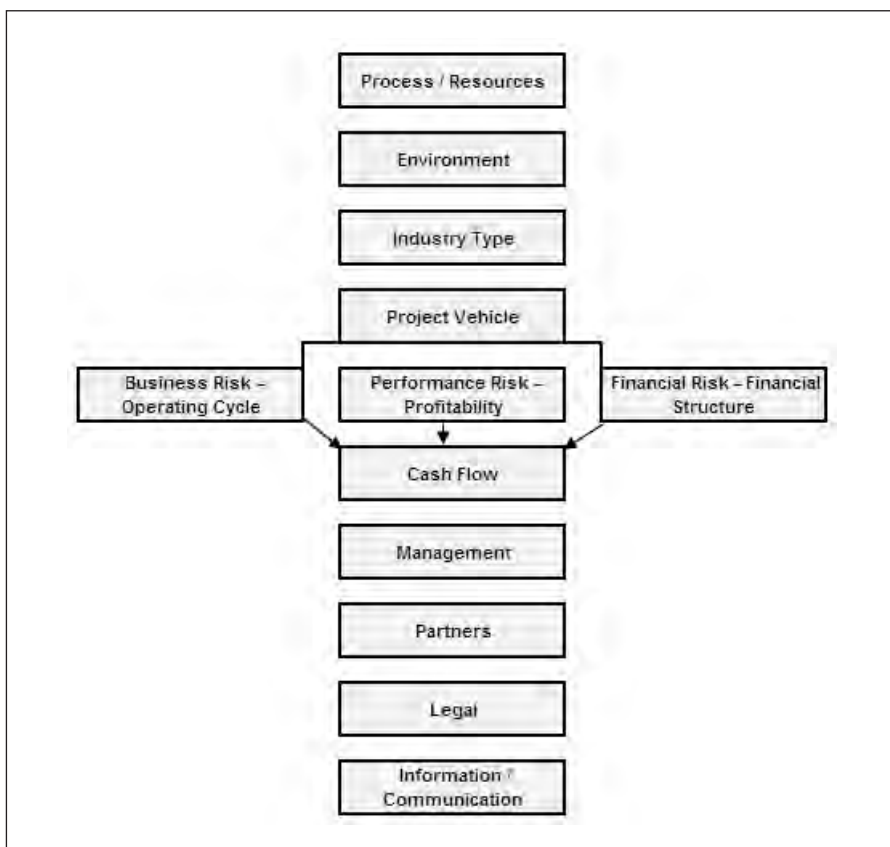 Process / Resources
Environment
Industry Type
Project Vehicle
Business Risk –
Operating Cycle
Performance Risk –
Profitability
Financial Risk – Financial
Structure
Cash Flow
Management
Partners
Legal
Information /
Communication